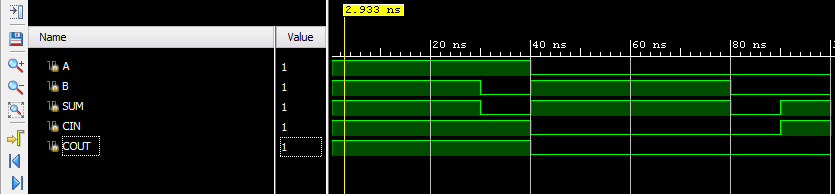 2.933 ns
Name Value
20 ns 40 ns 60 ns 80 ns
A 1
B 1
SUM 1
CIN 1
COUT 1